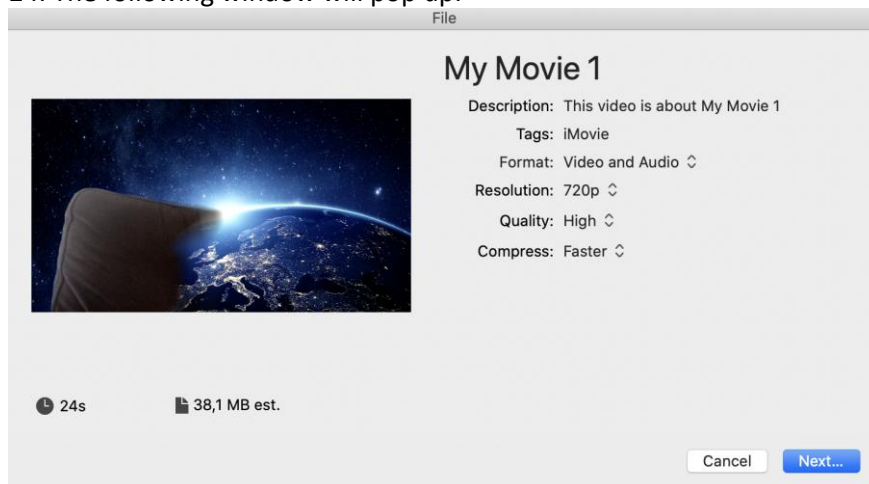 File
My Movie 1
Description: This video is about My Movie 1
Tags: iMovie
Format: Video and Audio
Resolution: 720p
Quality: High
Compress: Faster
24s 38,1 MB est.
Cancel Next...